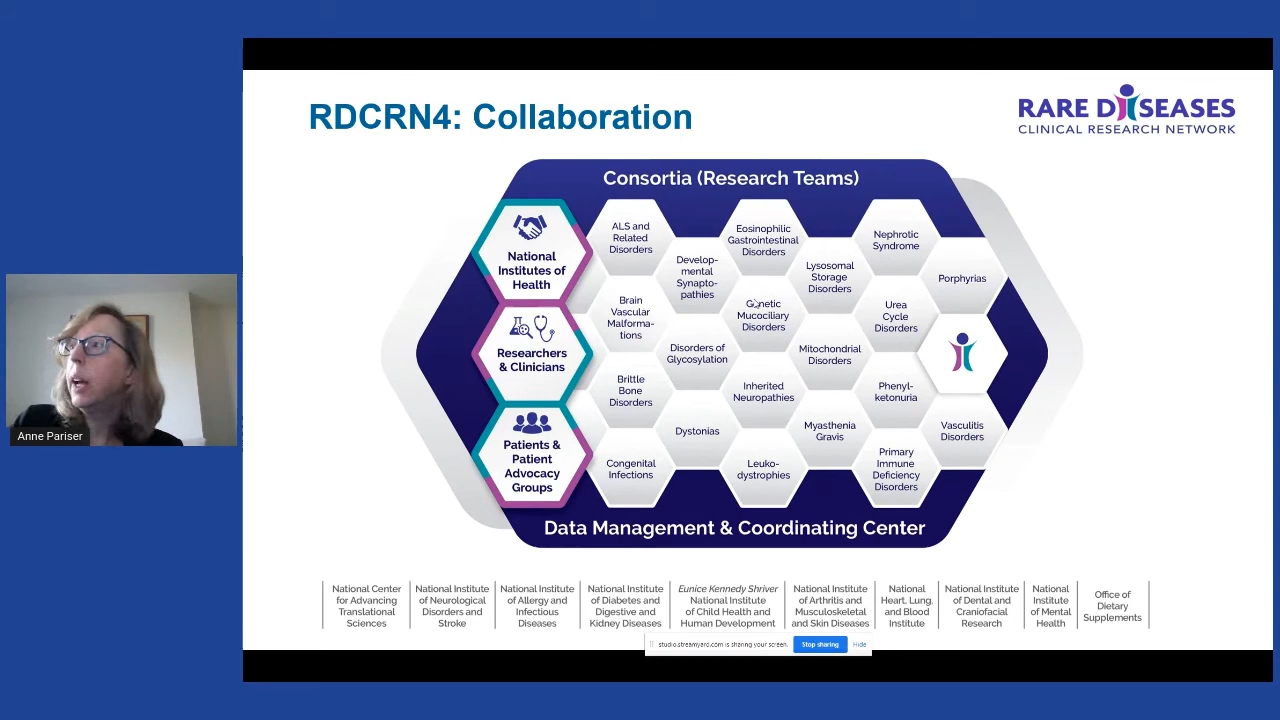 RDCRN4: Collaboration
RARE DISEASES
CLINICAL RESEARCH NETWORK
Consortia (Research Teams)
National
Institutes of
Health
Researchers
& Clinicians
Patients &
Patient
Advocacy
Groups
ALS and
Related
Disorders
Brain
Vascular
Malforma-
tions
Brittle
Bone
Disorders
Congenital
Infections
Develop-
mental
Synapto-
pathies
Disorders of
Glycosylation
Dystonias
Eosinophilic
Gastrointestinal
Disorders
Genetic
Mucociliary
Disorders
Inherited
Neuropathies
Leuko-
dystrophies
Lysosomal
Storage
Disorders
Mitochondrial
Disorders
Myasthenia
Gravis
Nephrotic
Syndrome
Urea
Cycle
Disorders
Phenyl-
ketonuria
Primary
Immune
Deficiency
Disorders
Porphyrias
Vasculitis
Disorders
Data Management & Coordinating Center
Anne Pariser
National Center
for Advancing
Translational
Sciences
National Institute
of Neurological
Disorders and
Stroke
National Institute
of Allergy and
Infectious
Diseases
National Institute
of Diabetes and
Digestive and
Kidney Diseases
Eunice Kennedy Shriver
National Institute
of Child Health and
Human Development
National Institute
of Arthritis and
Musculoskeletal
and Skin Diseases
National
Heart, Lung,
and Blood
Institute
National Institute
of Dental and
Craniofacial
Research
National
Institute
of Mental
Health
Office of
Dietary
Supplements
studio.streamyard.com is sharing your screen.
Stop sharing
Hide